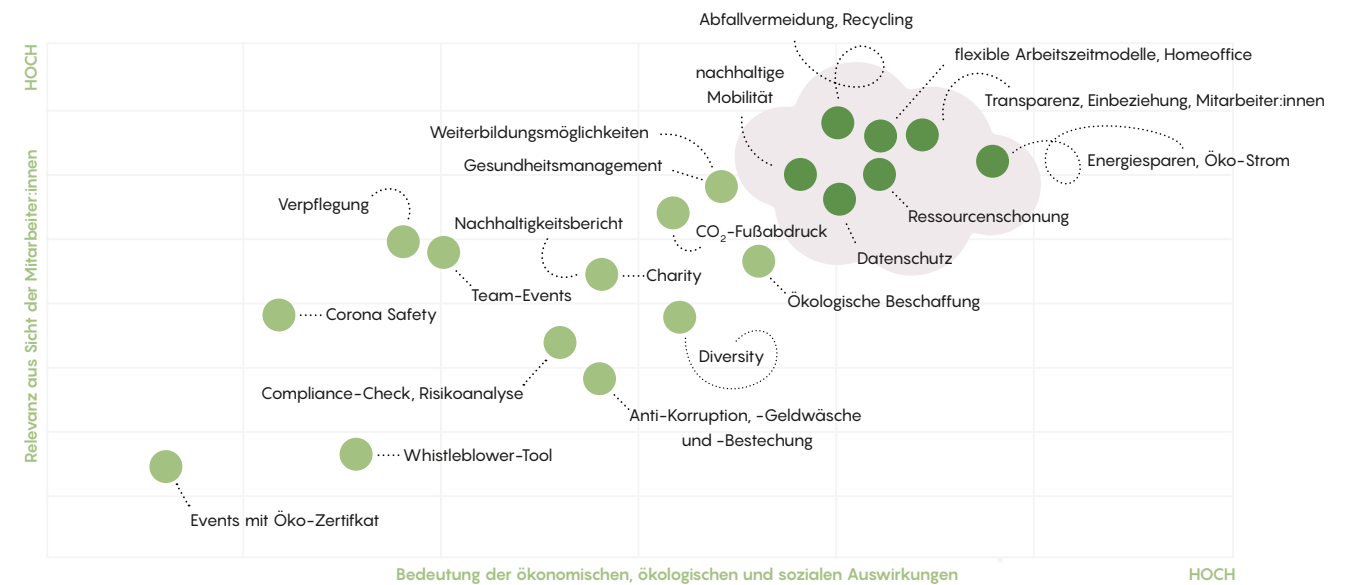 Abfallvermeidung, Recycling
HOCH
flexible Arbeitszeitmodelle, Homeoffice
nachhaltige
Mobilität
Transparenz, Einbeziehung, Mitarbeiter:innen
Weiterbildungsmöglichkeiten
Gesundheitsmanagement
Energiesparen, Öko-Strom
Relevanz aus Sicht der Mitarbeiter:innen
Verpflegung
Nachhaltigkeitsbericht
Ressourcenschonung
CO2-Fußabdruck
Datenschutz
Charity
Team-Events
Ökologische Beschaffung
Corona Safety
Diversity
Compliance-Check, Risikoanalyse
Anti-Korruption, -Geldwäsche
und -Bestechung
Whistleblower-Tool
Events mit Öko-Zertifkat
Bedeutung der ökonomischen, ökologischen und sozialen Auswirkungen
HOCH